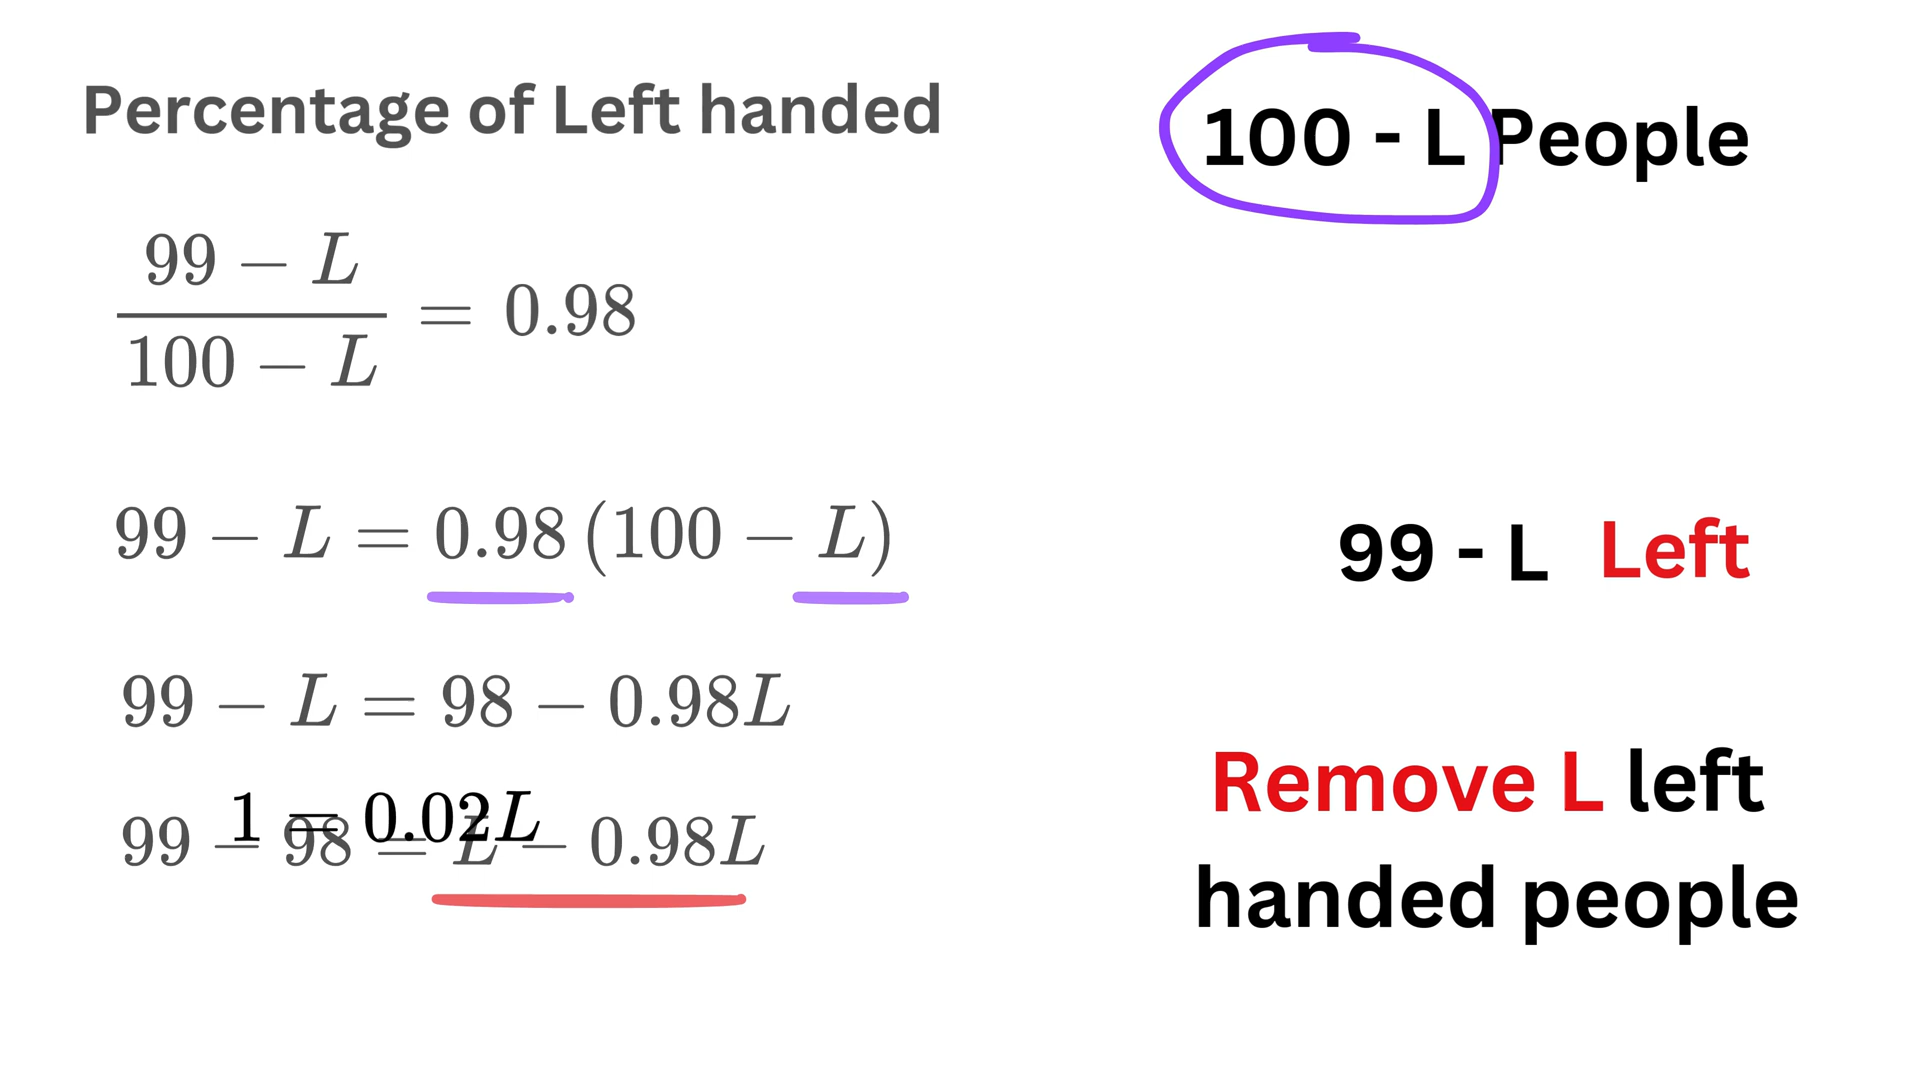 Percentage of Left handed
99 − L
100 − L
= 0.98
99 − L = 0.98 (100 − L)
99 − L = 98 − 0.98L
1 = 0.02L
99 − 98 = L − 0.98L
100 - L People
99 - L Left
Remove L left
handed people